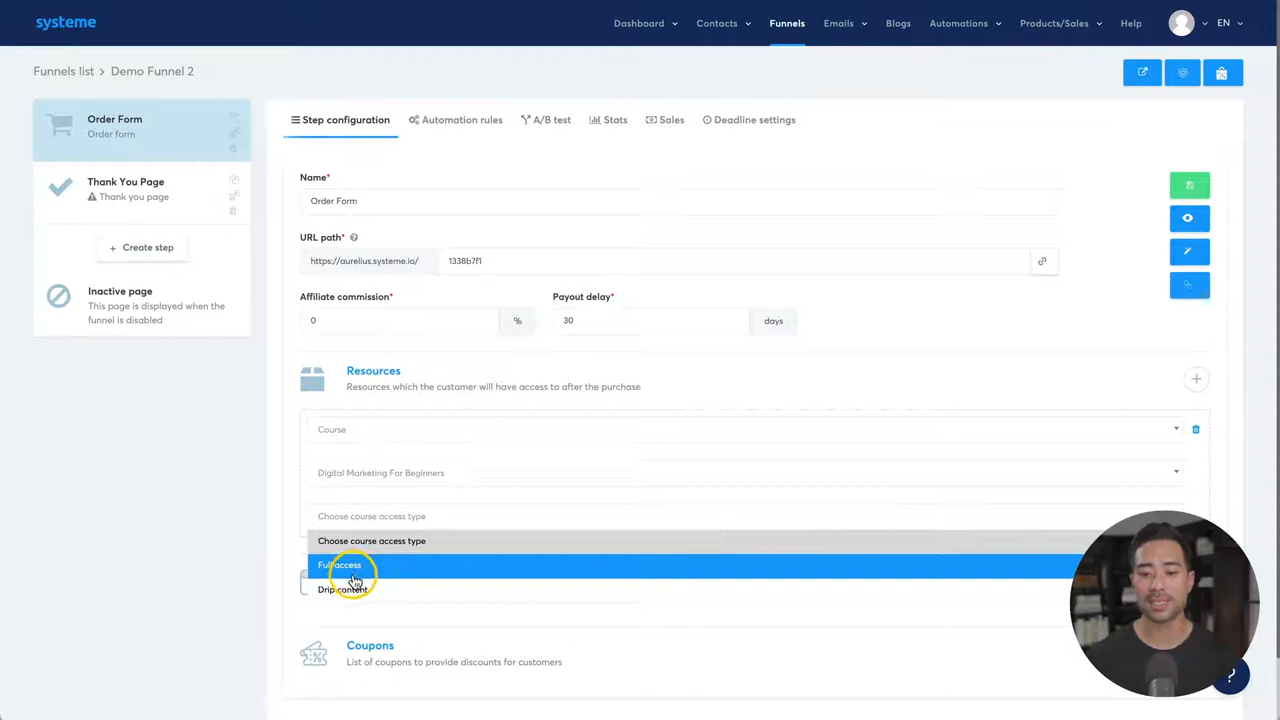 systeme
Dashboard
Contacts
Funnels
Emails
Blogs
Automations
Products/Sales
Help
EN
Funnels list > Demo Funnel 2
Order Form
Order form
Thank You Page
Thank you page
+ Create step
Inactive page
This page is displayed when the
funnel is disabled
Step configuration
Automation rules
A/B test
Stats
Sales
Deadline settings
Name*
Order Form
URL path* ?
https://aurelius.systeme.io/
1338b7f1
Affiliate commission*
Payout delay*
0
%
30
days
Resources
Resources which the customer will have access to after the purchase
Course
Digital Marketing For Beginners
Choose course access type
Choose course access type
Full access
Drip content
Coupons
List of coupons to provide discounts for customers
?